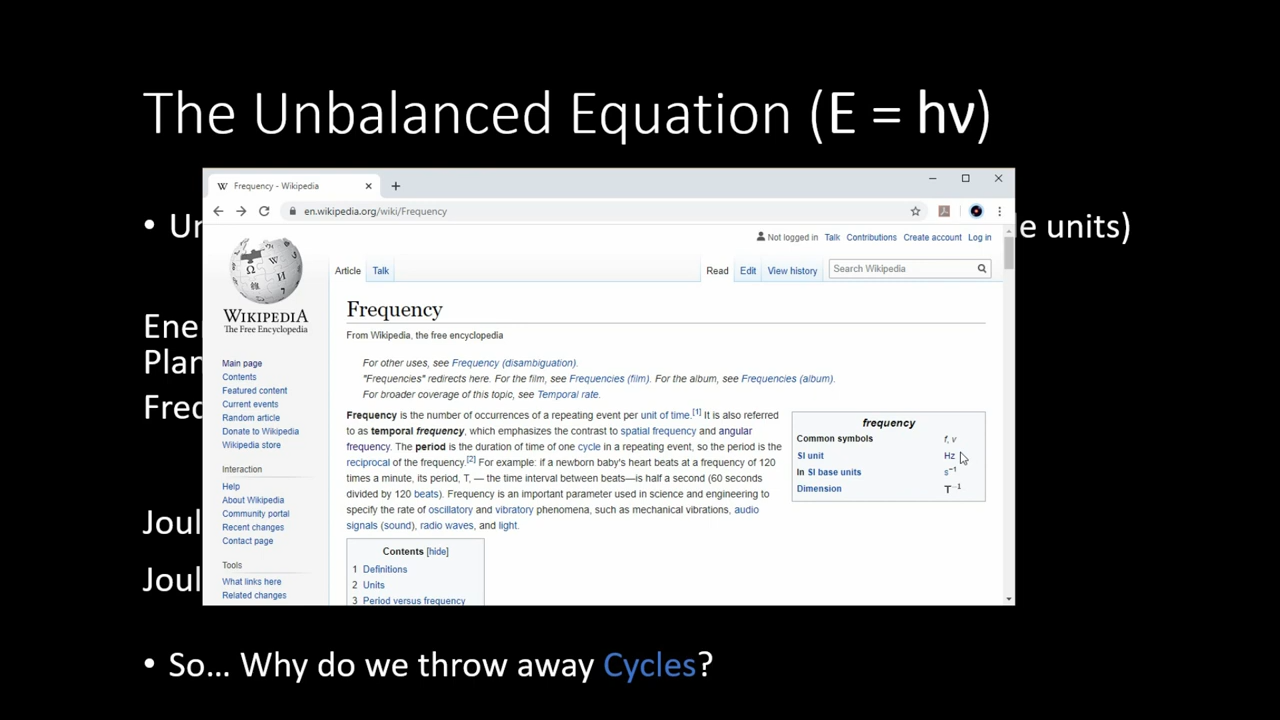 The Unbalanced Equation (E = hν)
Frequency - Wikipedia
en.wikipedia.org/wiki/Frequency
units)
Not logged in Talk Contributions Create account Log in
Article Talk Read Edit View history Search Wikipedia
WIKIPEDIA
The Free Encyclopedia
Main page
Contents
Featured content
Current events
Random article
Donate to Wikipedia
Wikipedia store
Interaction
Help
About Wikipedia
Community portal
Recent changes
Contact page
Tools
What links here
Related changes
Frequency
From Wikipedia, the free encyclopedia
For other uses, see Frequency (disambiguation).
"Frequencies" redirects here. For the film, see Frequencies (film). For the album, see Frequencies (album).
For broader coverage of this topic, see Temporal rate.
Frequency is the number of occurrences of a repeating event per unit of time.[1] It is also referred
to as temporal frequency, which emphasizes the contrast to spatial frequency and angular
frequency. The period is the duration of time of one cycle in a repeating event, so the period is the
reciprocal of the frequency.[2] For example: if a newborn baby's heart beats at a frequency of 120
times a minute, its period, T, — the time interval between beats—is half a second (60 seconds
divided by 120 beats). Frequency is an important parameter used in science and engineering to
specify the rate of oscillatory and vibratory phenomena, such as mechanical vibrations, audio
signals (sound), radio waves, and light.
frequency
Common symbols f, ν
SI unit Hz
In SI base units s⁻¹
Dimension T⁻¹
Contents [hide]
1 Definitions
2 Units
3 Period versus frequency
• So... Why do we throw away Cycles?